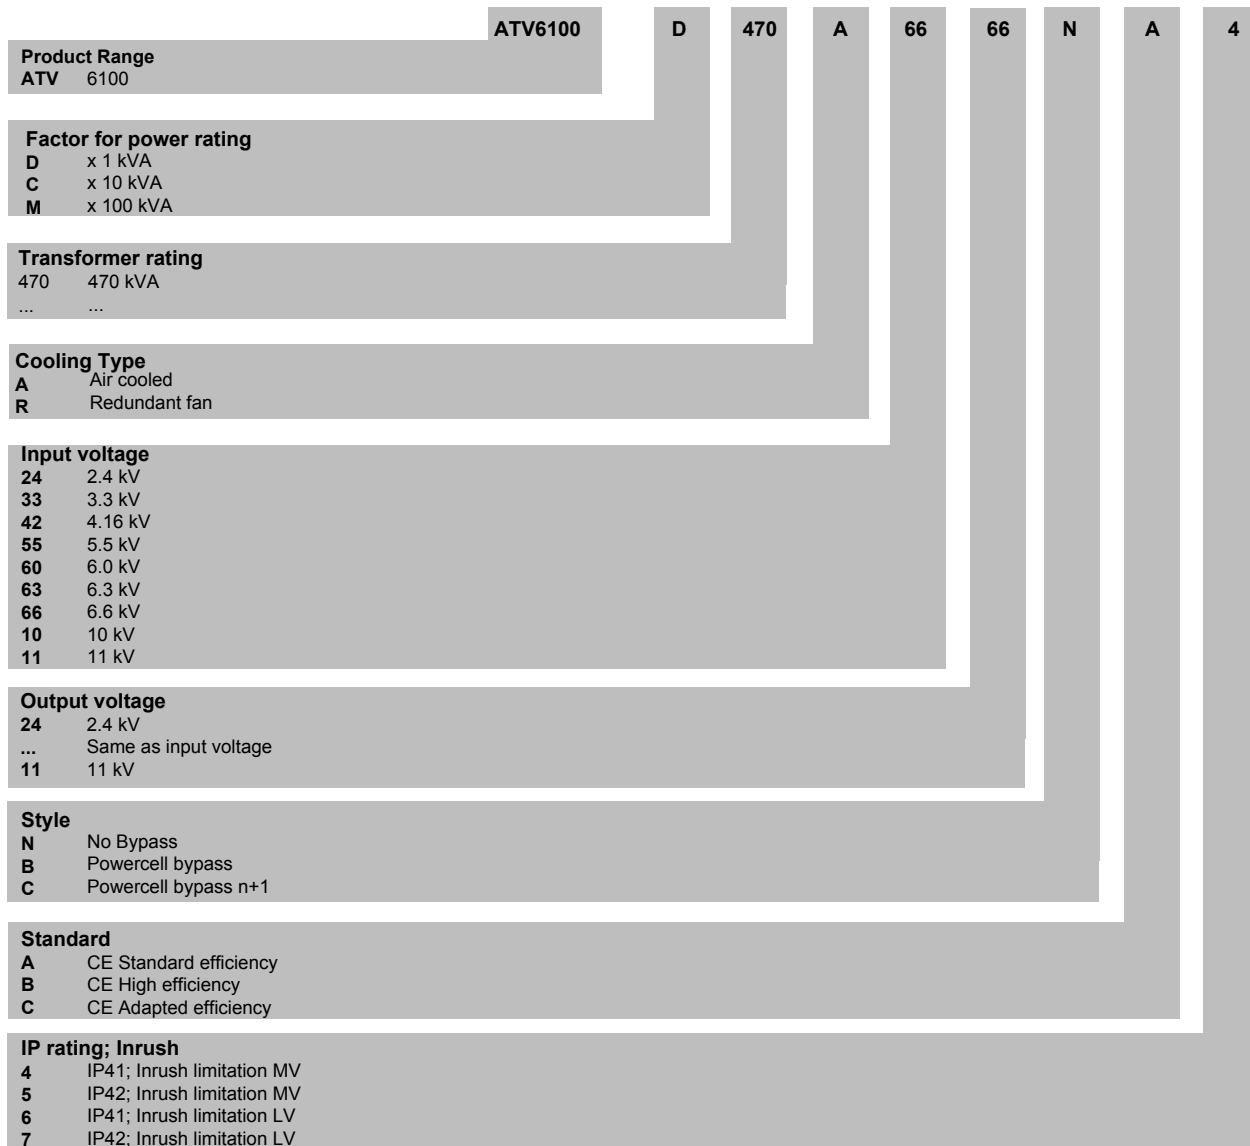 ATV6100 D 470 A 66 66 N A 4
Product Range
ATV 6100
Factor for power rating
D x 1 kVA
C x 10 kVA
M x 100 kVA
Transformer rating
470 470 kVA
... ...
Cooling Type
A Air cooled
R Redundant fan
Input voltage
24 2.4 kV
33 3.3 kV
42 4.16 kV
55 5.5 kV
60 6.0 kV
63 6.3 kV
66 6.6 kV
10 10 kV
11 11 kV
Output voltage
24 2.4 kV
... Same as input voltage
11 11 kV
Style
N No Bypass
B Powercell bypass
C Powercell bypass n+1
Standard
A CE Standard efficiency
B CE High efficiency
C CE Adapted efficiency
IP rating; Inrush
4 IP41; Inrush limitation MV
5 IP42; Inrush limitation MV
6 IP41; Inrush limitation LV
7 IP42; Inrush limitation LV